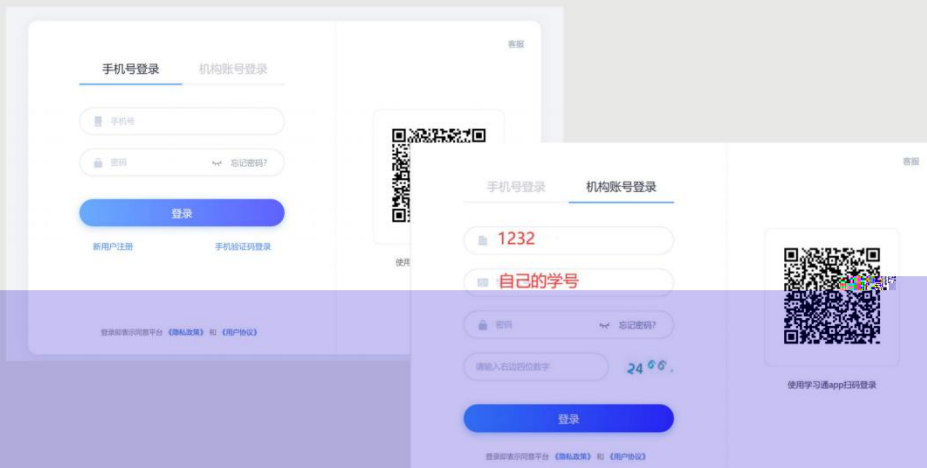 客服
手机号登录 机构账号登录
手机号
密码 忘记密码?
登录
新用户注册 手机验证码登录
使用
登录即表示同意平台 《隐私政策》 和 《用户协议》
客服
手机号登录 机构账号登录
1232
自己的学号
密码 忘记密码?
请输入右边四位数字 2466
登录
使用学习通app扫码登录
登录即表示同意平台 《隐私政策》 和 《用户协议》